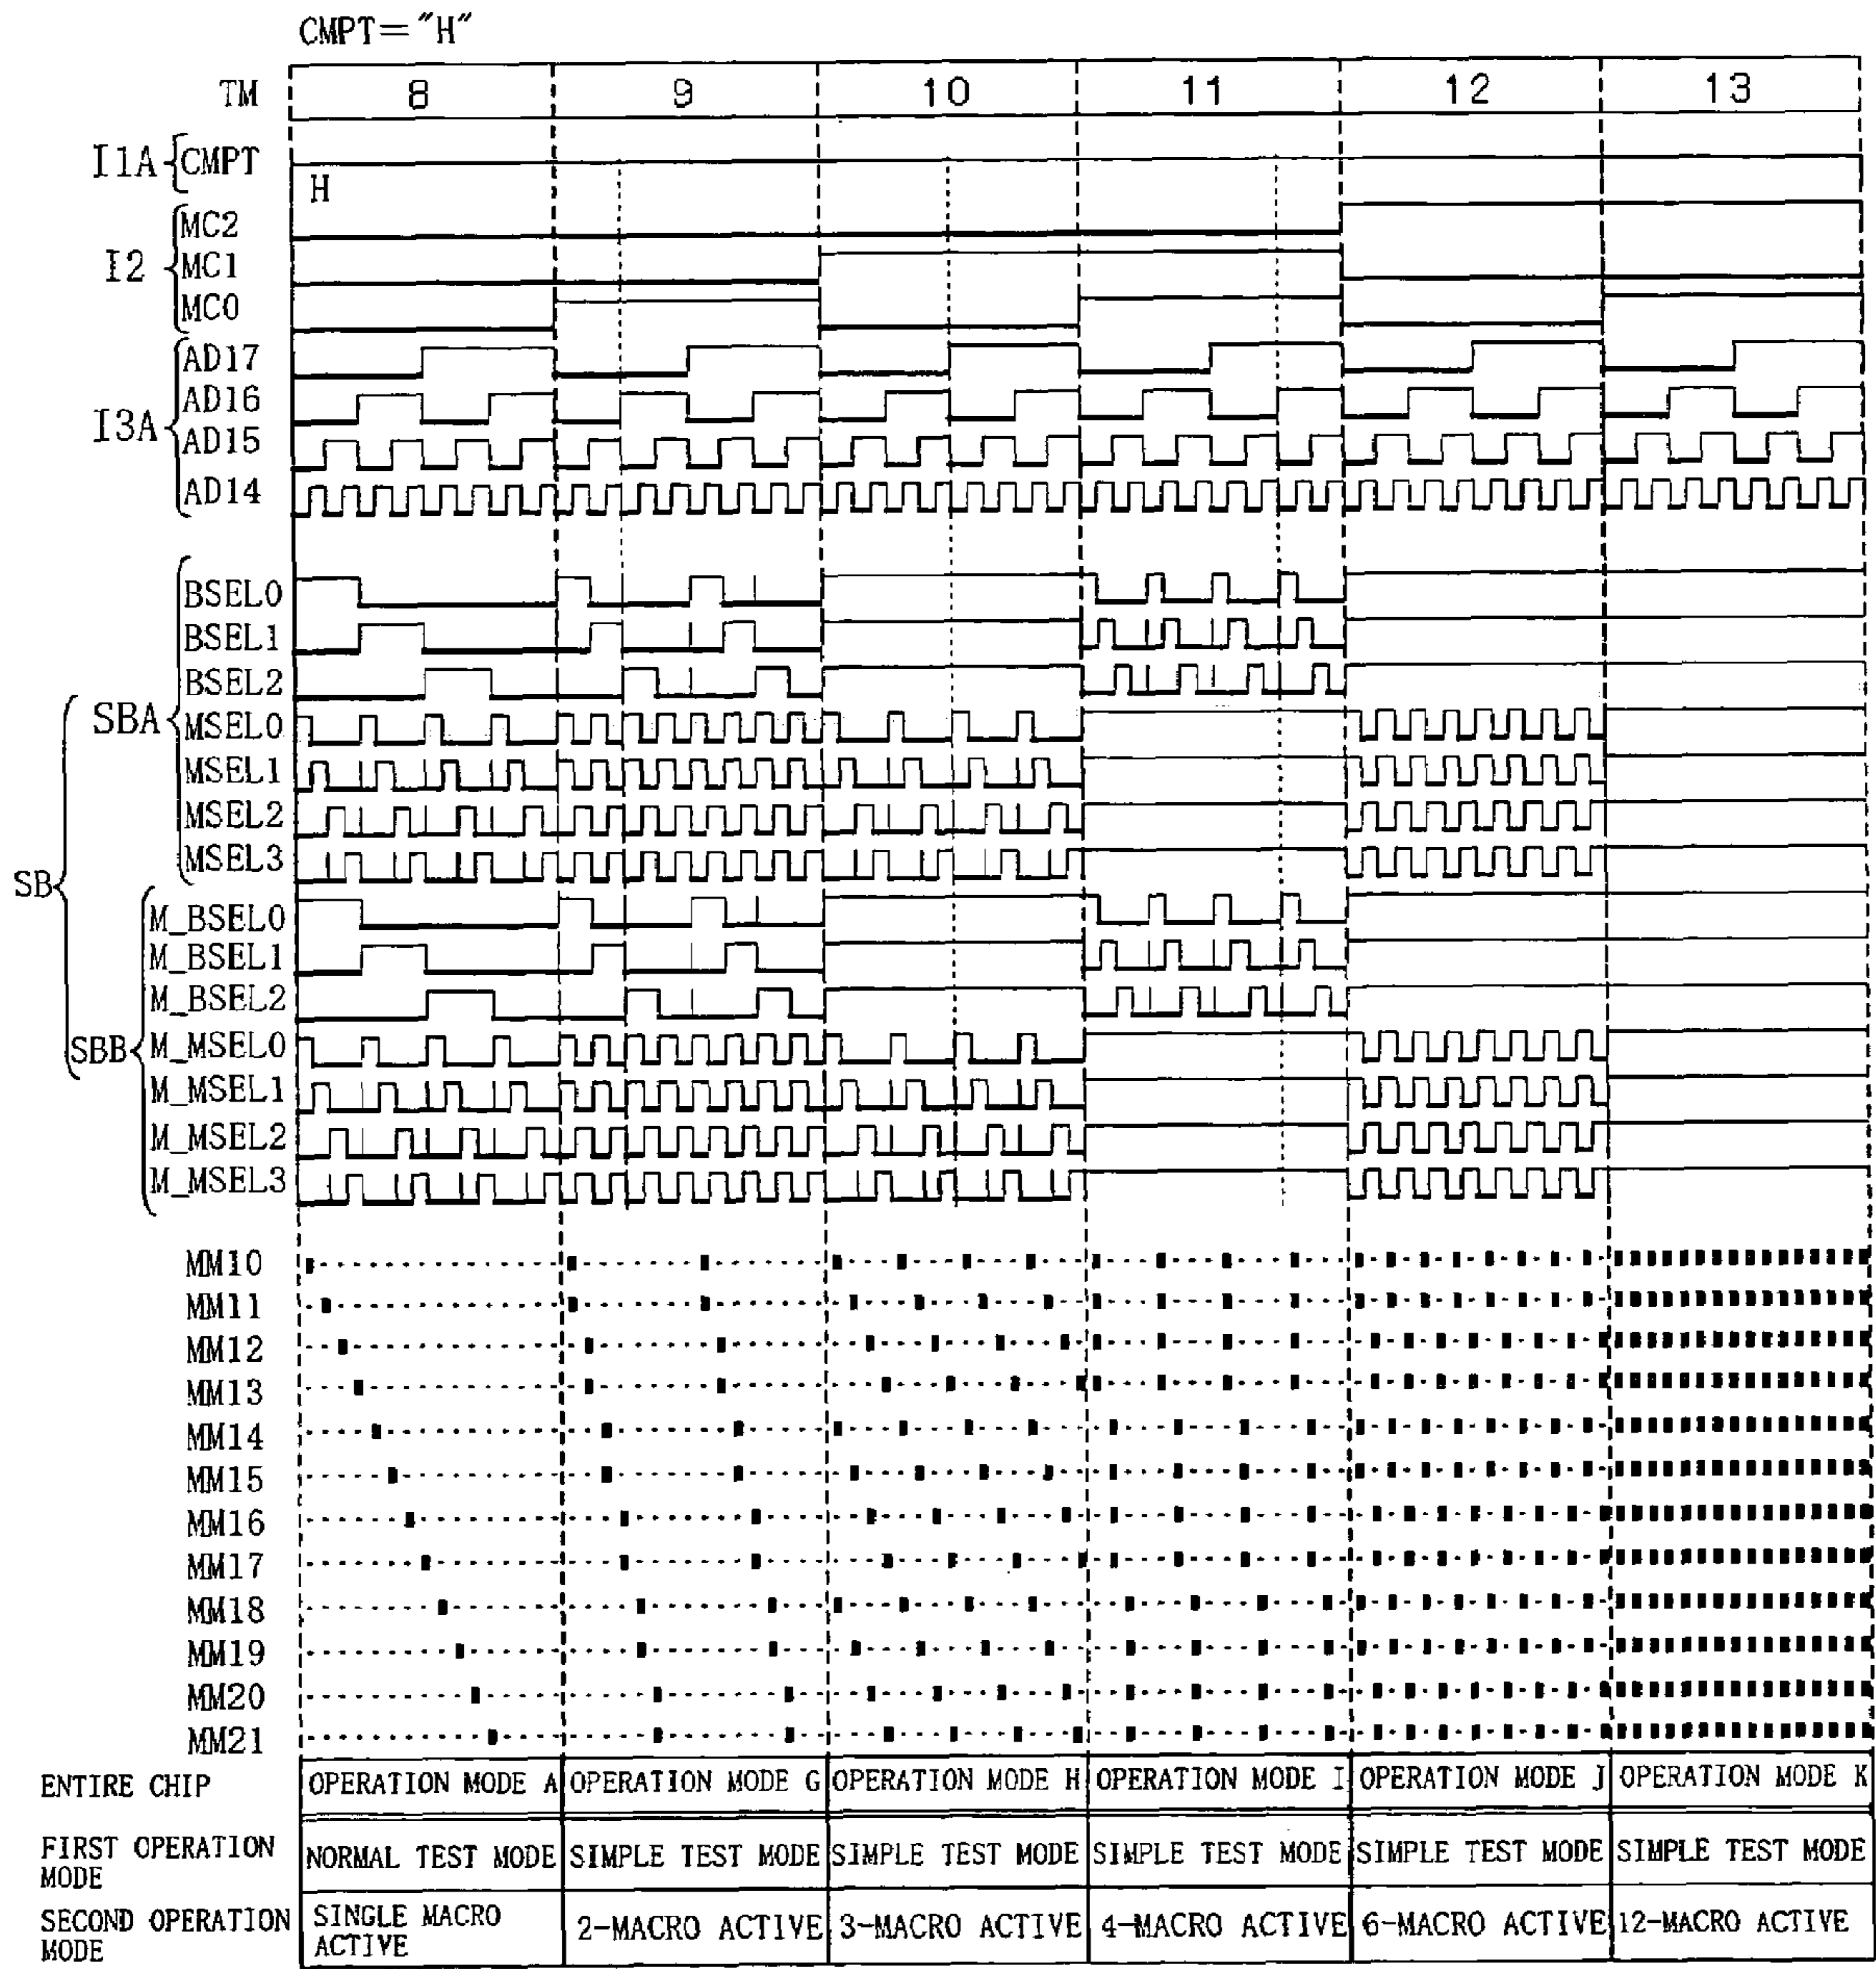 CMPT="H"
TM 8 9 10 11 12 13
I1A CMPT
H
I2 MC2
MC1
MC0
I3A AD17
AD16
AD15
AD14
SB SBA BSEL0
BSEL1
BSEL2
MSEL0
MSEL1
MSEL2
MSEL3
SBB M_BSEL0
M_BSEL1
M_BSEL2
M_MSEL0
M_MSEL1
M_MSEL2
M_MSEL3
MM10
MM11
MM12
MM13
MM14
MM15
MM16
MM17
MM18
MM19
MM20
MM21
ENTIRE CHIP OPERATION MODE A OPERATION MODE G OPERATION MODE H OPERATION MODE I OPERATION MODE J OPERATION MODE K
FIRST OPERATION MODE NORMAL TEST MODE SIMPLE TEST MODE SIMPLE TEST MODE SIMPLE TEST MODE SIMPLE TEST MODE SIMPLE TEST MODE
SECOND OPERATION MODE SINGLE MACRO ACTIVE 2-MACRO ACTIVE 3-MACRO ACTIVE 4-MACRO ACTIVE 6-MACRO ACTIVE 12-MACRO ACTIVE